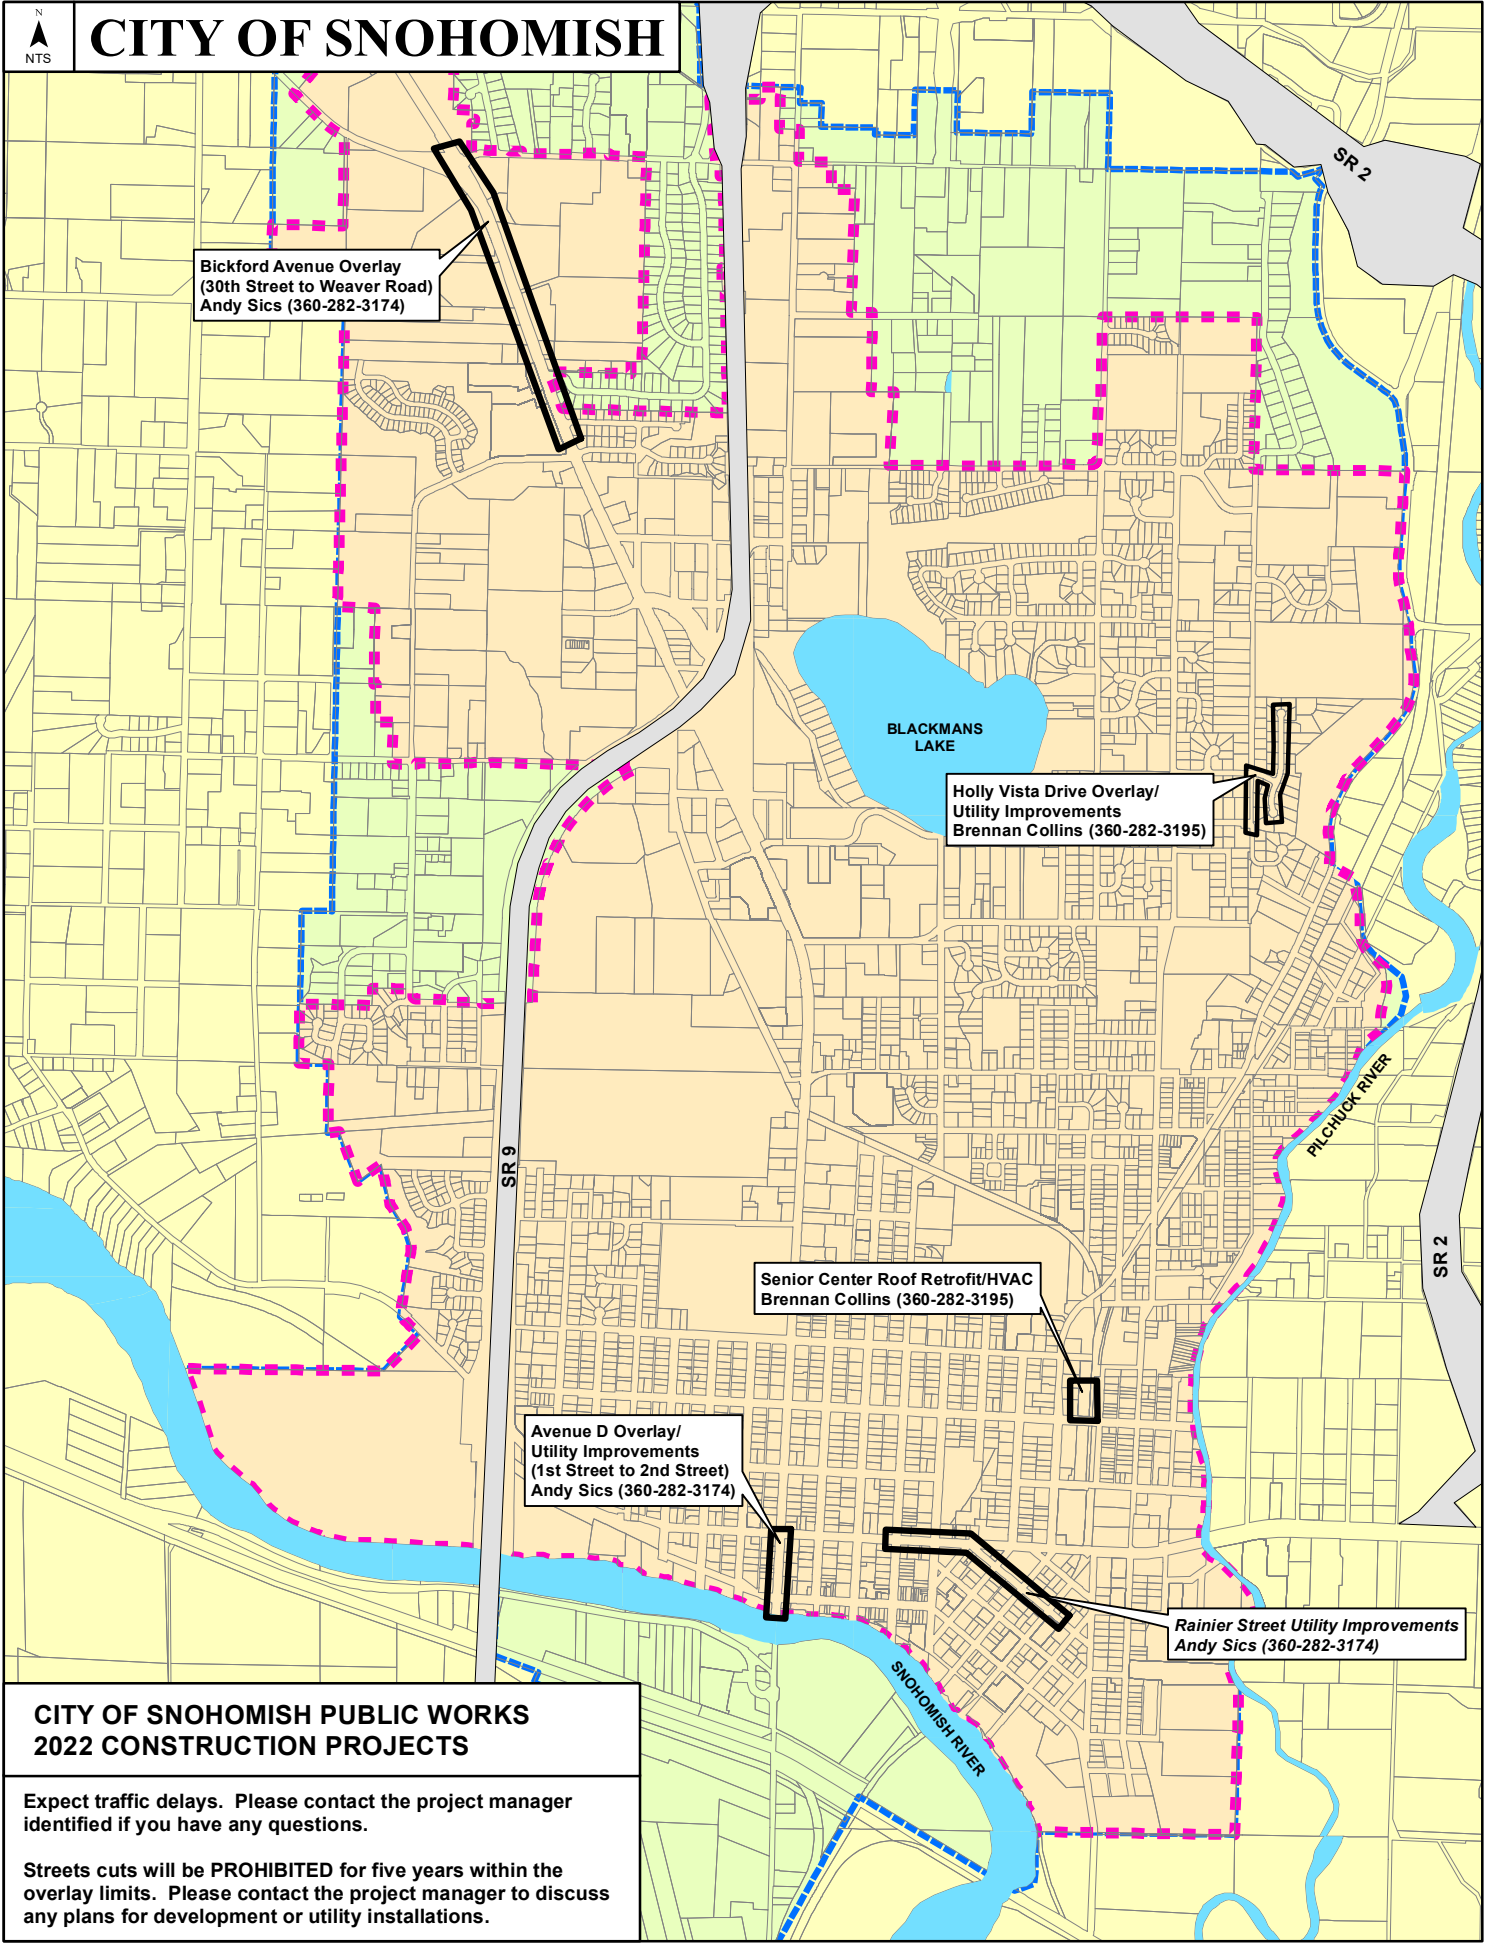 N
NTS
CITY OF SNOHOMISH
SR 2
Bickford Avenue Overlay
(30th Street to Weaver Road)
Andy Sics (360-282-3174)
BLACKMANS
LAKE
Holly Vista Drive Overlay/
Utility Improvements
Brennan Collins (360-282-3195)
PILCHUCK RIVER
SR 9
SR 2
Senior Center Roof Retrofit/HVAC
Brennan Collins (360-282-3195)
Avenue D Overlay/
Utility Improvements
(1st Street to 2nd Street)
Andy Sics (360-282-3174)
Rainier Street Utility Improvements
Andy Sics (360-282-3174)
SNOHOMISH RIVER
CITY OF SNOHOMISH PUBLIC WORKS
2022 CONSTRUCTION PROJECTS
Expect traffic delays. Please contact the project manager
identified if you have any questions.
Streets cuts will be PROHIBITED for five years within the
overlay limits. Please contact the project manager to discuss
any plans for development or utility installations.